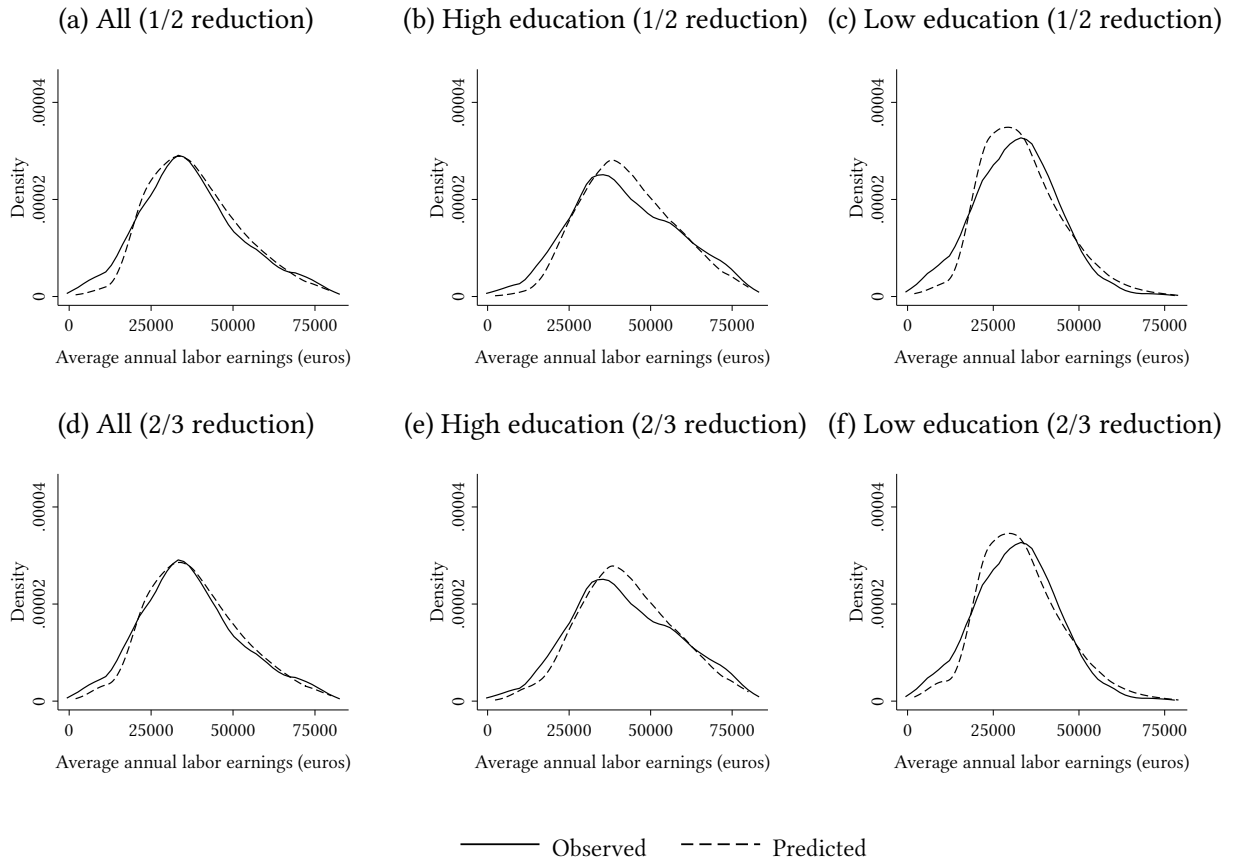 (a) All (1/2 reduction)
(b) High education (1/2 reduction)
(c) Low education (1/2 reduction)
Density
0
.00002
.00004
0 25000 50000 75000
Average annual labor earnings (euros)
Density
0
.00002
.00004
0 25000 50000 75000
Average annual labor earnings (euros)
Density
0
.00002
.00004
0 25000 50000 75000
Average annual labor earnings (euros)
(d) All (2/3 reduction)
(e) High education (2/3 reduction)
(f) Low education (2/3 reduction)
Density
0
.00002
.00004
0 25000 50000 75000
Average annual labor earnings (euros)
Density
0
.00002
.00004
0 25000 50000 75000
Average annual labor earnings (euros)
Density
0
.00002
.00004
0 25000 50000 75000
Average annual labor earnings (euros)
Observed Predicted